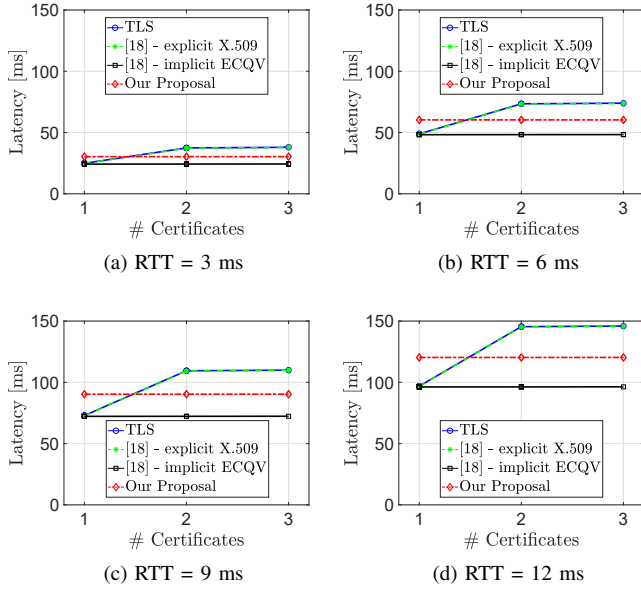 150
100
50
0
Latency [ms]
TLS
[18] - explicit X.509
[18] - implicit ECQV
Our Proposal
1 2 3
# Certificates
(a) RTT = 3 ms
150
100
50
0
Latency [ms]
TLS
[18] - explicit X.509
[18] - implicit ECQV
Our Proposal
1 2 3
# Certificates
(b) RTT = 6 ms
150
100
50
0
Latency [ms]
TLS
[18] - explicit X.509
[18] - implicit ECQV
Our Proposal
1 2 3
# Certificates
(c) RTT = 9 ms
150
100
50
0
Latency [ms]
TLS
[18] - explicit X.509
[18] - implicit ECQV
Our Proposal
1 2 3
# Certificates
(d) RTT = 12 ms